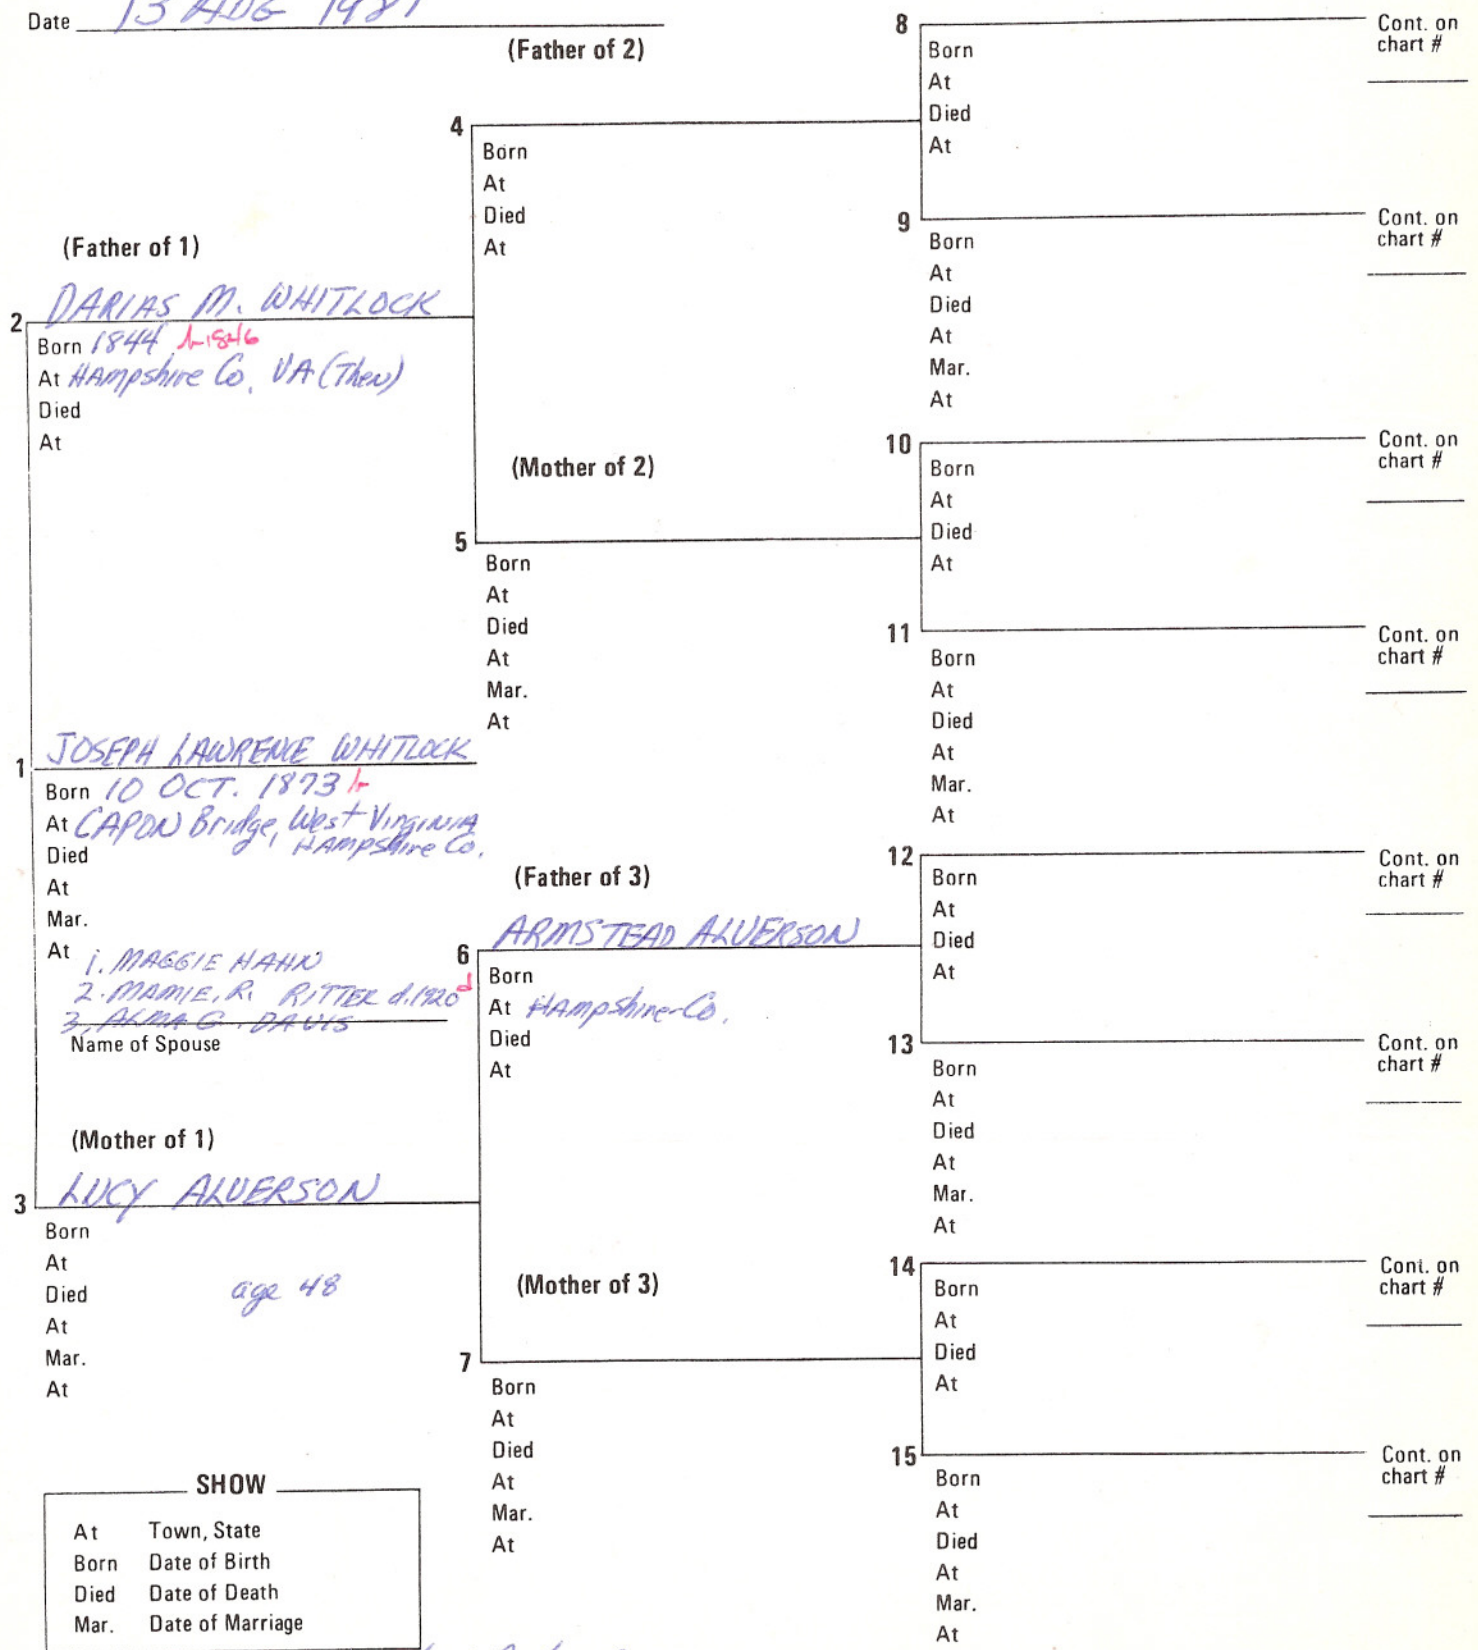 Date 13 AUG 1981
(Father of 2)
8
Cont. on
chart #
Born
At
Died
At
4
Born
At
Died
At
9
Cont. on
chart #
Born
At
Died
At
Mar.
At
(Father of 1)
DARIAS M. WHITLOCK
2
Born 1844 b-1846
At HAmpshire Co, VA (Then)
Died
At
10
Cont. on
chart #
Born
At
Died
At
(Mother of 2)
5
Born
At
Died
At
Mar.
At
11
Cont. on
chart #
Born
At
Died
At
Mar.
At
JOSEPH LAWRENCE WHITLOCK
1
Born 10 OCT. 1873 b-
At CAPON Bridge, West VirginiA
HAmpshire Co.
Died
At
Mar.
At
1. MAGGIE HAHN
2. MAMIE, R. RITTER d.1920 d
3. ALMA G. DAVIS
Name of Spouse
12
Cont. on
chart #
Born
At
Died
At
(Father of 3)
ARMSTEAD ALVERSON
6
Born
At HAmpshire Co.
Died
At
13
Cont. on
chart #
Born
At
Died
At
Mar.
At
(Mother of 1)
LUCY ALVERSON
3
Born
At
Died age 48
At
Mar.
At
14
Cont. on
chart #
Born
At
Died
At
(Mother of 3)
7
Born
At
Died
At
Mar.
At
15
Cont. on
chart #
Born
At
Died
At
Mar.
At
SHOW
At Town, State
Born Date of Birth
Died Date of Death
Mar. Date of Marriage